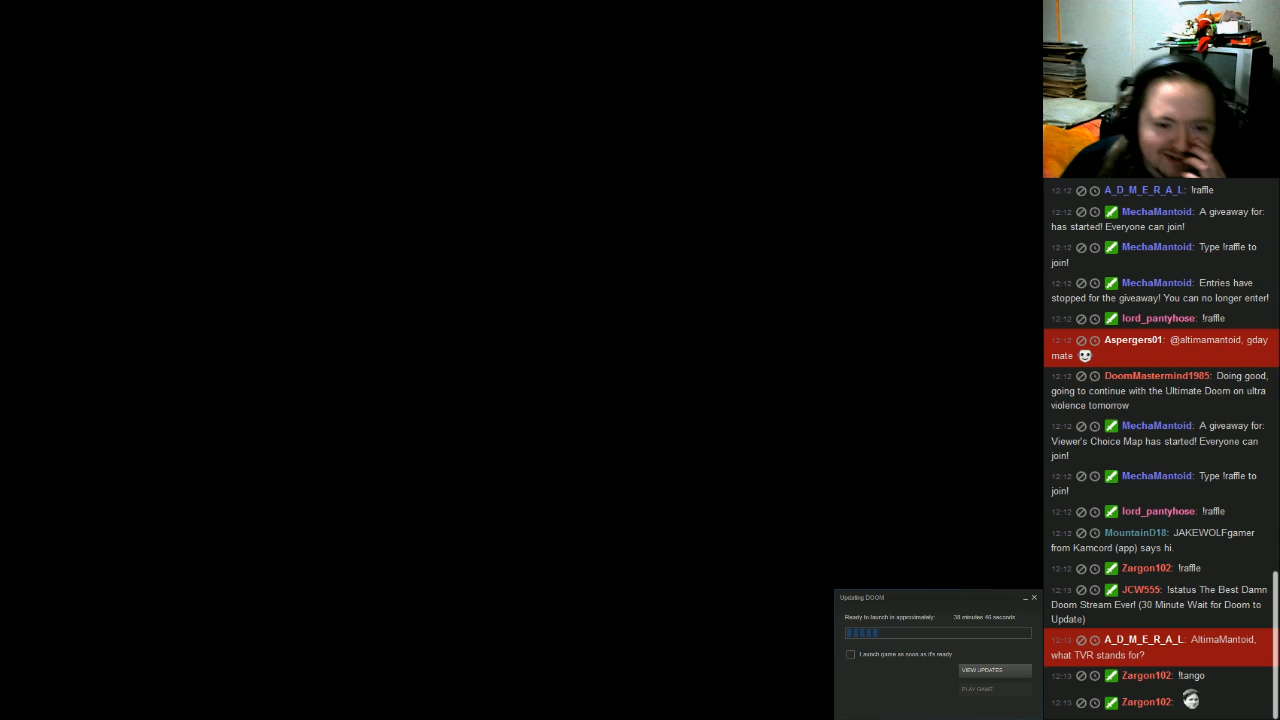 12:12 A_D_M_E_R_A_L: !raffle
12:12 MechaMantoid: A giveaway for:
has started! Everyone can join!
12:12 MechaMantoid: Type !raffle to
join!
12:12 MechaMantoid: Entries have
stopped for the giveaway! You can no longer enter!
12:12 lord_pantyhose: !raffle
12:12 Aspergers01: @altimamantoid, gday
mate
12:12 DoomMastermind1985: Doing good,
going to continue with the Ultimate Doom on ultra
violence tomorrow
12:12 MechaMantoid: A giveaway for:
Viewer's Choice Map has started! Everyone can
join!
12:12 MechaMantoid: Type !raffle to
join!
12:12 lord_pantyhose: !raffle
12:12 MountainD18: JAKEWOLFgamer
from Kamcord (app) says hi.
12:12 Zargon102: !raffle
12:13 JCW555: !status The Best Damn
Doom Stream Ever! (30 Minute Wait for Doom to
Update)
12:13 A_D_M_E_R_A_L: AltimaMantoid,
what TVR stands for?
12:13 Zargon102: !tango
12:13 Zargon102:
Updating DOOM
Ready to launch in approximately: 38 minutes 46 seconds
Launch game as soon as it's ready
VIEW UPDATES
PLAY GAME